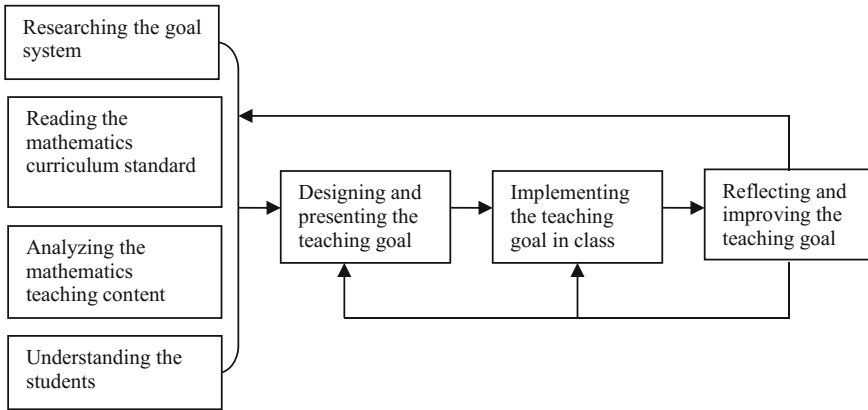 Researching the goal
system
Reading the
mathematics
curriculum standard
Analyzing the
mathematics
teaching content
Understanding the
students
Designing and
presenting the
teaching goal
Implementing
the teaching
goal in class
Reflecting and
improving the
teaching goal